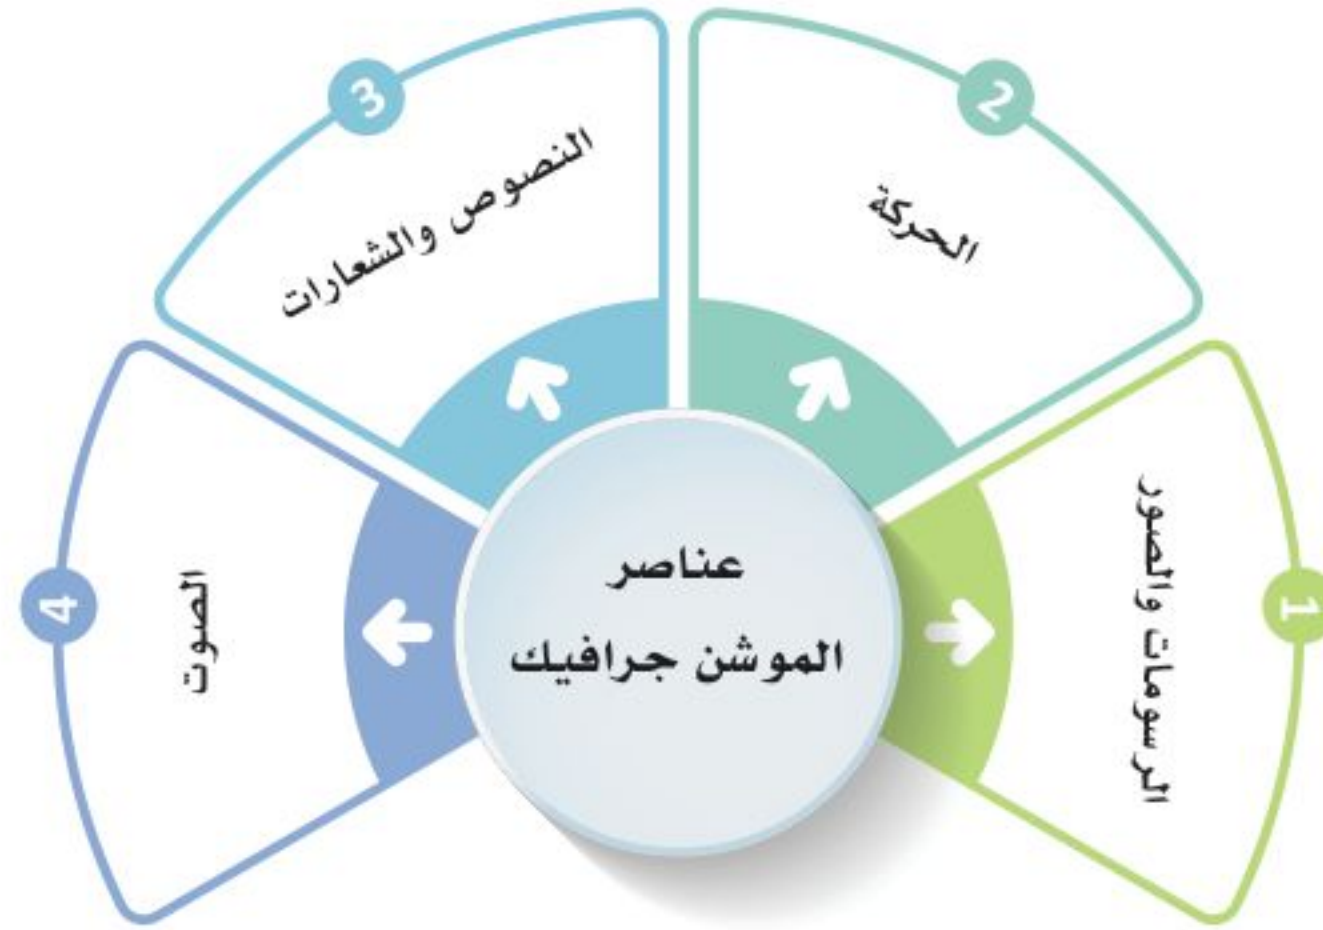 عناصر
الموشن جرافيك
1
الرسومات والصور
2
الحركة
3
النصوص والشعارات
4
الصوت